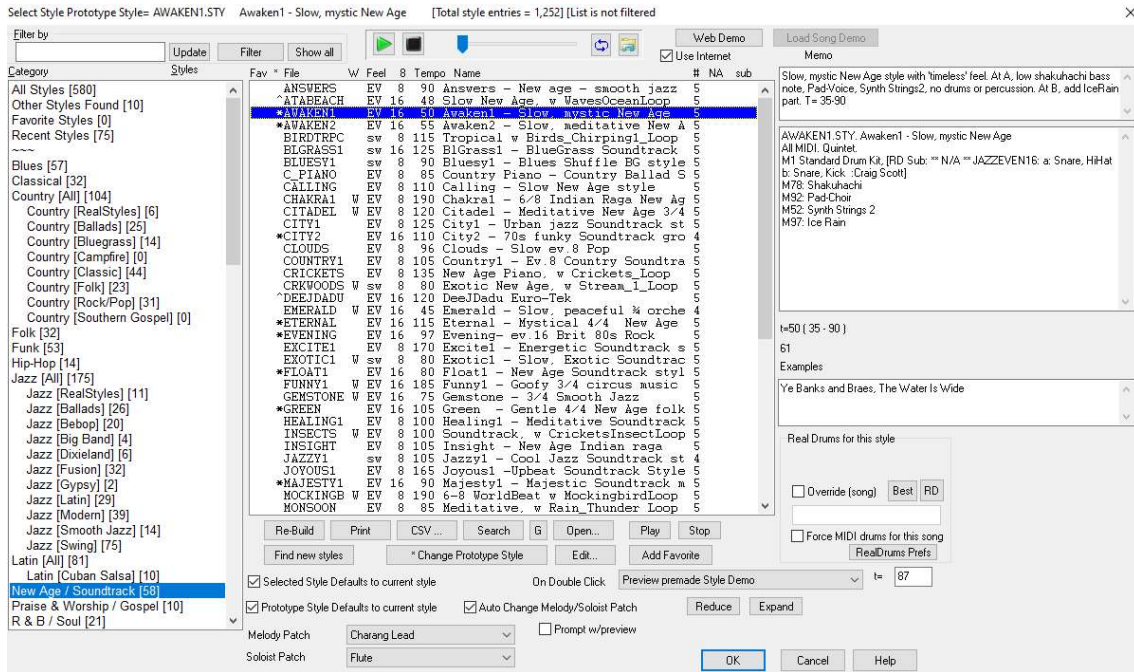 Select Style Prototype Style= AWAKEN1.STY Awaken1 - Slow, mystic New Age [Total style entries = 1,252] [List is not filtered
Filter by
Update Filter Show all
Web Demo Load Song Demo
Use Internet Memo
Category Styles Fav * File W Feel 8 Tempo Name # NA sub
All Styles [580]
Other Styles Found [10]
Favorite Styles [0]
Recent Styles [75]
~~~
Blues [57]
Classical [32]
Country [All] [104]
Country [RealStyles] [6]
Country [Ballads] [25]
Country [Bluegrass] [14]
Country [Campfire] [0]
Country [Classic] [44]
Country [Folk] [23]
Country [Rock/Pop] [31]
Country [Southern Gospel] [0]
Folk [32]
Funk [53]
Hip-Hop [14]
Jazz [All] [175]
Jazz [RealStyles] [11]
Jazz [Ballads] [26]
Jazz [Bebop] [20]
Jazz [Big Band] [4]
Jazz [Dixieland] [6]
Jazz [Fusion] [32]
Jazz [Gypsy] [2]
Jazz [Latin] [29]
Jazz [Modern] [39]
Jazz [Smooth Jazz] [14]
Jazz [Swing] [75]
Latin [All] [81]
Latin [Cuban Salsa] [10]
New Age / Soundtrack [58]
Praise & Worship / Gospel [10]
R & B / Soul [21]
ANSWERS EV 8 90 Answers - New age - smooth jazz 5
^ATABEACH EV 16 48 Slow New Age, w WavesOceanLoop 5
*AWAKEN1 EV 16 50 Awaken1 - Slow, mystic New Age 5
*AWAKEN2 EV 16 55 Awaken2 - Slow, meditative New A 5
BIRDTRPC sw 8 115 Tropical w Birds_Chirping1_Loop 5
BLGRASS1 sw 16 125 BlGrass1 - BlueGrass Soundtrack 5
BLUESY1 sw 8 90 Bluesy1 - Blues Shuffle BG style 5
C_PIANO EV 8 85 Country Piano - Country Ballad S 5
CALLING EV 8 110 Calling - Slow New Age style 5
CHAKRA1 W EV 8 190 Chakra1 - 6/8 Indian Raga New Ag 5
CITADEL W EV 8 120 Citadel - Meditative New Age 3/4 5
CITY1 EV 8 125 City1 - Urban jazz Soundtrack st 5
*CITY2 EV 16 110 City2 - 70s funky Soundtrack gro 4
CLOUDS EV 8 96 Clouds - Slow ev.8 Pop 5
COUNTRY1 EV 8 105 Country1 - Ev.8 Country Soundtra 5
CRICKETS EV 8 135 New Age Piano, w Crickets_Loop 5
CRKWOODS W sw 8 80 Exotic New Age, w Stream_1_Loop 5
^DEEJDADU EV 16 120 DeeJDadu Euro-Tek 5
EMERALD W EV 16 45 Emerald - Slow, peaceful ¾ orche 4
*ETERNAL EV 16 115 Eternal - Mystical 4/4 New Age 5
*EVENING EV 16 97 Evening- ev.16 Brit 80s Rock 5
EXCITE1 EV 8 170 Excite1 - Energetic Soundtrack s 5
EXOTIC1 W sw 8 80 Exotic1 - Slow, Exotic Soundtrac 5
*FLOAT1 EV 16 80 Float1 - New Age Soundtrack styl 5
FUNNY1 W EV 16 185 Funny1 - Goofy 3/4 circus music 5
GEMSTONE W EV 16 75 Gemstone - 3/4 Smooth Jazz 5
*GREEN EV 16 105 Green - Gentle 4/4 New Age folk 5
HEALING1 EV 8 100 Healing1 - Meditative Soundtrack 5
INSECTS W EV 8 100 Soundtrack, w CricketsInsectLoop 5
INSIGHT EV 8 105 Insight - New Age Indian raga 5
JAZZY1 sw 8 105 Jazzy1 - Cool Jazz Soundtrack st 4
JOYOUS1 EV 8 165 Joyous1 -Upbeat Soundtrack Style 5
*MAJESTY1 EV 16 90 Majesty1 - Majestic Soundtrack m 5
MOCKINGB W EV 8 190 6-8 WorldBeat w MockingbirdLoop 5
MONSOON EV 8 85 Meditative, w Rain_Thunder Loop 5
Slow, mystic New Age style with 'timeless' feel. At A, low shakuhachi bass
note, Pad-Voice, Synth Strings2, no drums or percussion. At B, add IceRain
part. T= 35-90
AWAKEN1.STY. Awaken1 - Slow, mystic New Age
All MIDI. Quintet.
M1 Standard Drum Kit, [RD Sub: ** N/A ** JAZZEVEN16: a: Snare, HiHat
b: Snare, Kick :Craig Scott]
M78: Shakuhachi
M92: Pad-Choir
M52: Synth Strings 2
M97: Ice Rain
t=50 ( 35 - 90 )
61
Examples
Ye Banks and Braes, The Water Is Wide
Real Drums for this style
Override (song) Best RD
Force MIDI drums for this song
RealDrums Prefs
Re-Build Print CSV ... Search G Open... Play Stop
Find new styles * Change Prototype Style Edit... Add Favorite
Selected Style Defaults to current style On Double Click Preview premade Style Demo t= 87
Prototype Style Defaults to current style Auto Change Melody/Soloist Patch Reduce Expand
Melody Patch Charang Lead Prompt w/preview
Soloist Patch Flute OK Cancel Help